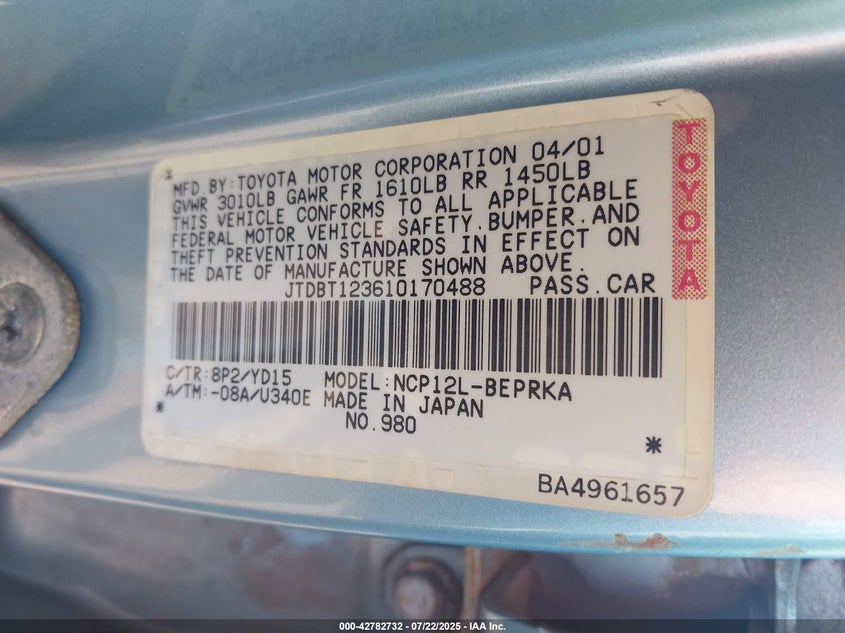 MFD BY:TOYOTA MOTOR CORPORATION 04/01
GVWR 3010LB GAWR FR 1610LB RR 1450LB
THIS VEHICLE CONFORMS TO ALL APPLICABLE
FEDERAL MOTOR VEHICLE SAFETY,BUMPER,AND
THEFT PREVENTION STANDARDS IN EFFECT ON
THE DATE OF MANUFACTURE SHOWN ABOVE.
JTDBT123610170488 PASS.CAR
C/TR:8P2/YD15 MODEL:NCP12L-BEPRKA
A/TM:-08A/U340E MADE IN JAPAN
NO.980
BA4961657
TOYOTA
000-42782732 - 07/22/2025 - IAA Inc.